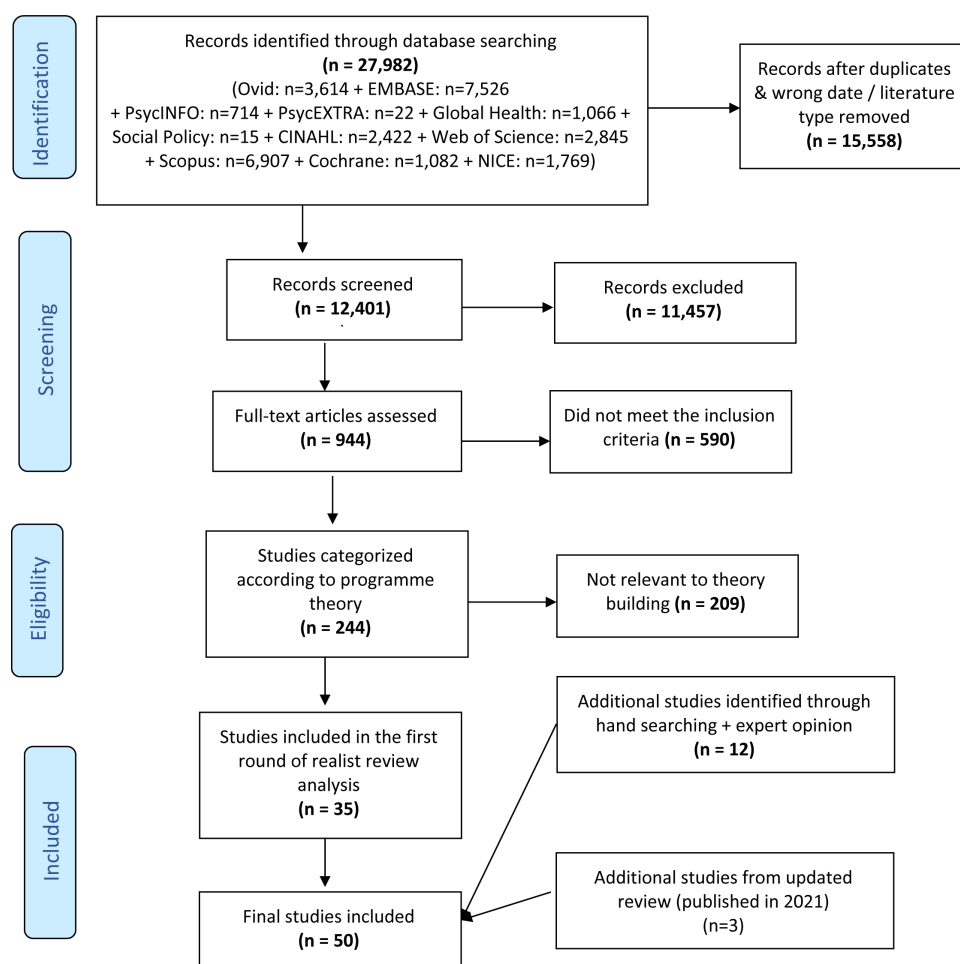 Identification
Records identified through database searching
(n = 27,982)
(Ovid: n=3,614 + EMBASE: n=7,526
+ PsycINFO: n=714 + PsycEXTRA: n=22 + Global Health: n=1,066 +
Social Policy: n=15 + CINAHL: n=2,422 + Web of Science: n=2,845
+ Scopus: n=6,907 + Cochrane: n=1,082 + NICE: n=1,769)
Records after duplicates
& wrong date / literature
type removed
(n = 15,558)
Screening
Records screened
(n = 12,401)
.
Records excluded
(n = 11,457)
Full-text articles assessed
(n = 944)
Did not meet the inclusion
criteria (n = 590)
Eligibility
Studies categorized
according to programme
theory
(n = 244)
Not relevant to theory
building (n = 209)
Included
Studies included in the first
round of realist review
analysis
(n = 35)
Additional studies identified through
hand searching + expert opinion
(n = 12)
Final studies included
(n = 50)
Additional studies from updated
review (published in 2021)
(n=3)